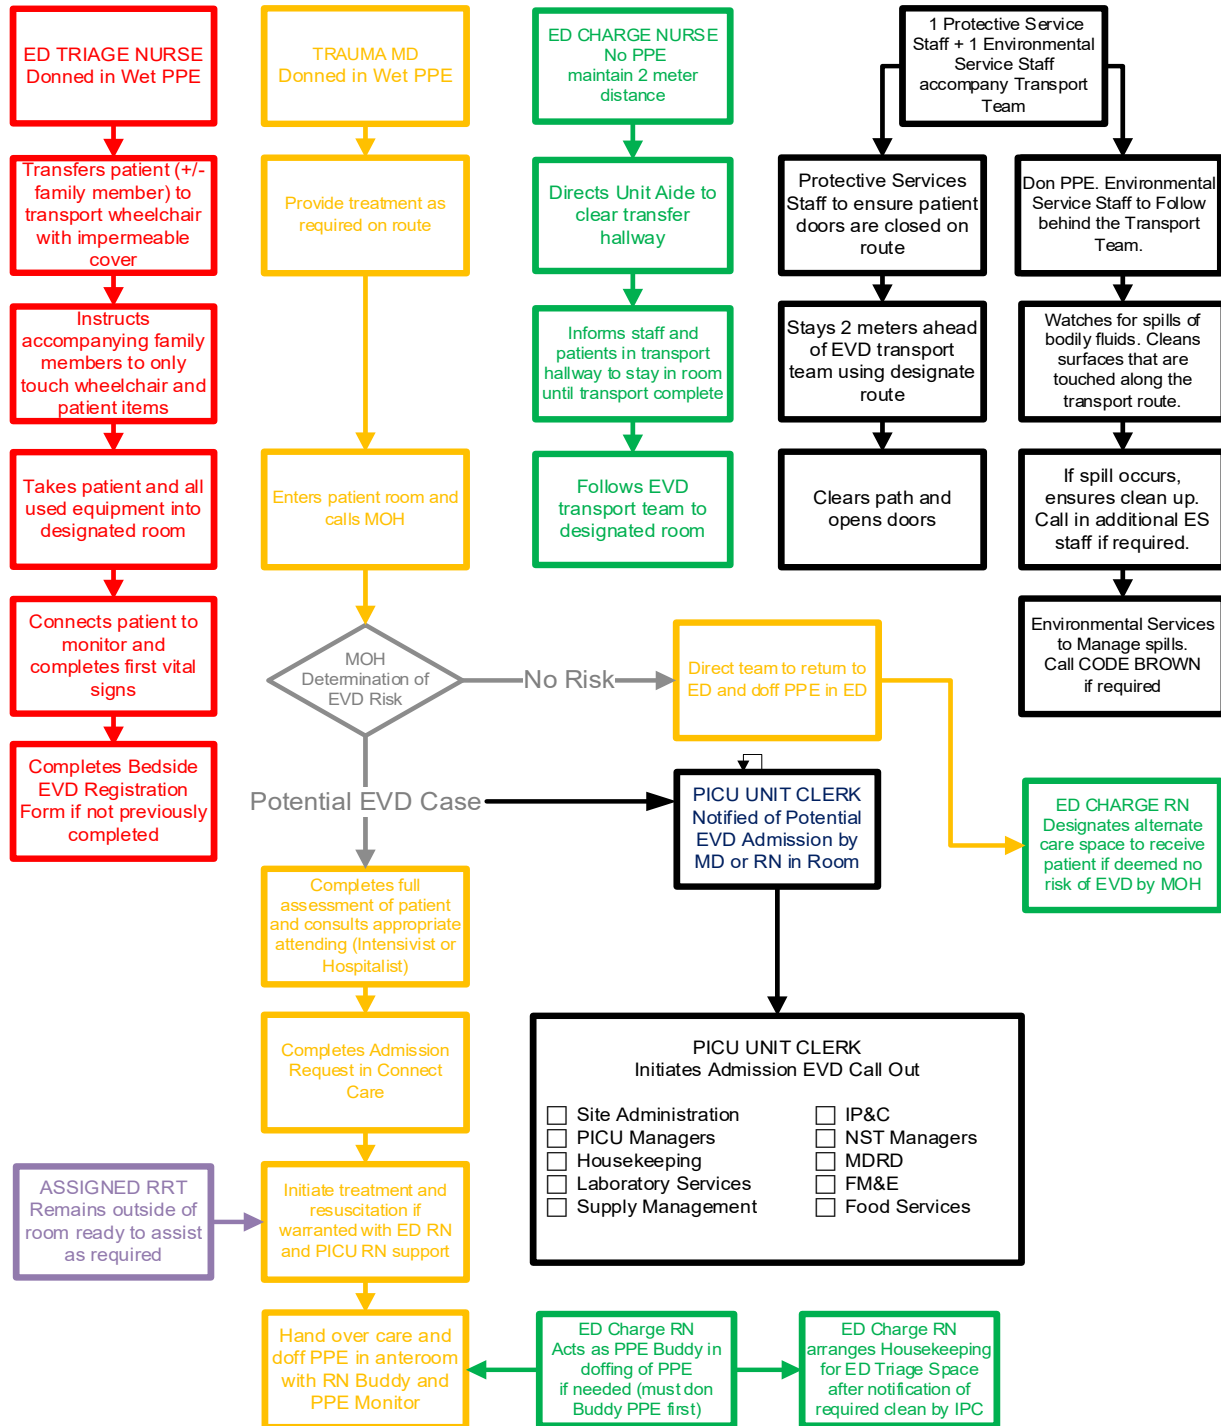 ED TRIAGE NURSE
Donned in Wet PPE
Transfers patient (+/-
family member) to
transport wheelchair
with impermeable
cover
Instructs
accompanying family
members to only
touch wheelchair and
patient items
Takes patient and all
used equipment into
designated room
Connects patient to
monitor and
completes first vital
signs
Completes Bedside
EVD Registration
Form if not previously
completed
TRAUMA MD
Donned in Wet PPE
Provide treatment as
required on route
Enters patient room and
calls MOH
MOH
Determination of
EVD Risk
No Risk
Direct team to return to
ED and doff PPE in ED
Potential EVD Case
Completes full
assessment of patient
and consults appropriate
attending (Intensivist or
Hospitalist)
Completes Admission
Request in Connect
Care
Initiate treatment and
resuscitation if
warranted with ED RN
and PICU RN support
Hand over care and
doff PPE in anteroom
with RN Buddy and
PPE Monitor
ASSIGNED RRT
Remains outside of
room ready to assist
as required
ED CHARGE NURSE
No PPE
maintain 2 meter
distance
Directs Unit Aide to
clear transfer
hallway
Informs staff and
patients in transport
hallway to stay in room
until transport complete
Follows EVD
transport team to
designated room
1 Protective Service
Staff + 1 Environmental
Service Staff
accompany Transport
Team
Protective Services
Staff to ensure patient
doors are closed on
route
Stays 2 meters ahead
of EVD transport
team using designate
route
Clears path and
opens doors
Don PPE. Environmental
Service Staff to Follow
behind the Transport
Team.
Watches for spills of
bodily fluids. Cleans
surfaces that are
touched along the
transport route.
If spill occurs,
ensures clean up.
Call in additional ES
staff if required.
Environmental Services
to Manage spills.
Call CODE BROWN
if required
PICU UNIT CLERK
Notified of Potential
EVD Admission by
MD or RN in Room
ED CHARGE RN
Designates alternate
care space to receive
patient if deemed no
risk of EVD by MOH
PICU UNIT CLERK
Initiates Admission EVD Call Out
☐ Site Administration
☐ PICU Managers
☐ Housekeeping
☐ Laboratory Services
☐ Supply Management
☐ IP&C
☐ NST Managers
☐ MDRD
☐ FM&E
☐ Food Services
ED Charge RN
Acts as PPE Buddy in
doffing of PPE
if needed (must don
Buddy PPE first)
ED Charge RN
arranges Housekeeping
for ED Triage Space
after notification of
required clean by IPC